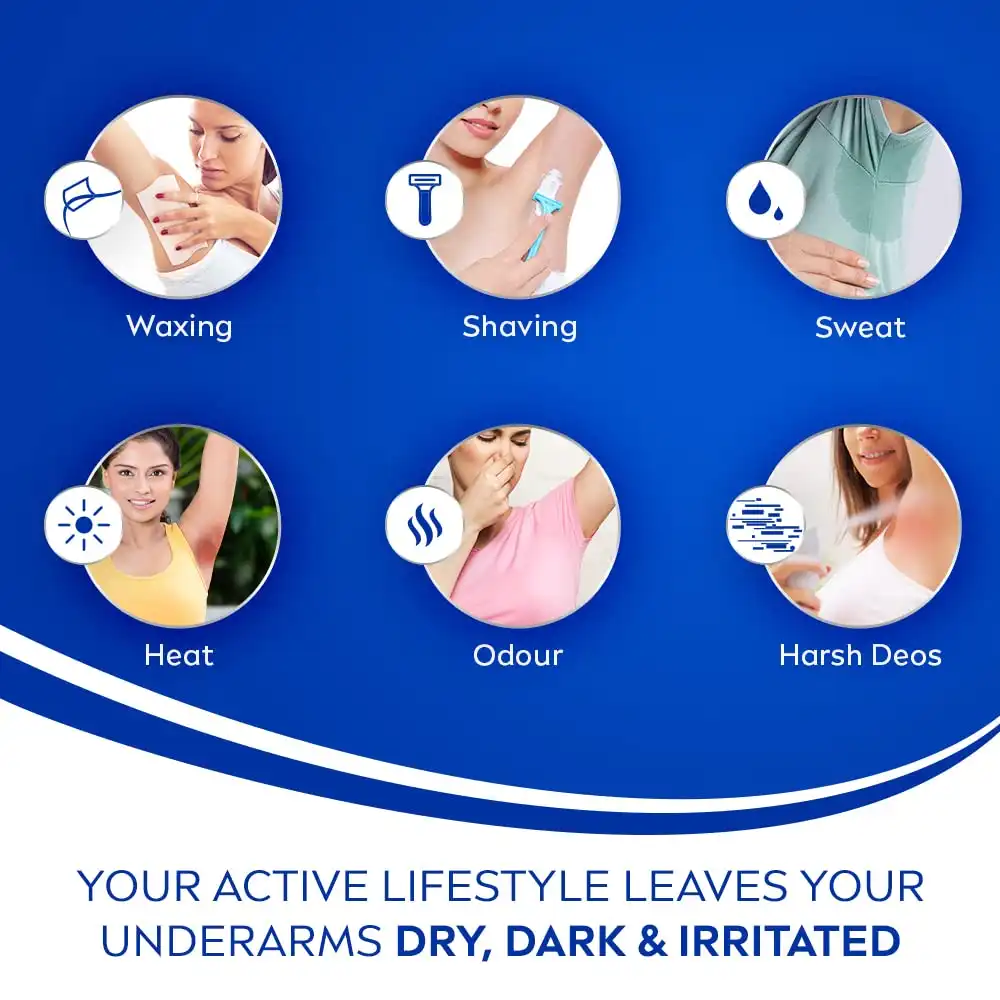 Waxing
Shaving
Sweat
Heat
Odour
Harsh Deos
YOUR ACTIVE LIFESTYLE LEAVES YOUR
UNDERARMS DRY, DARK & IRRITATED